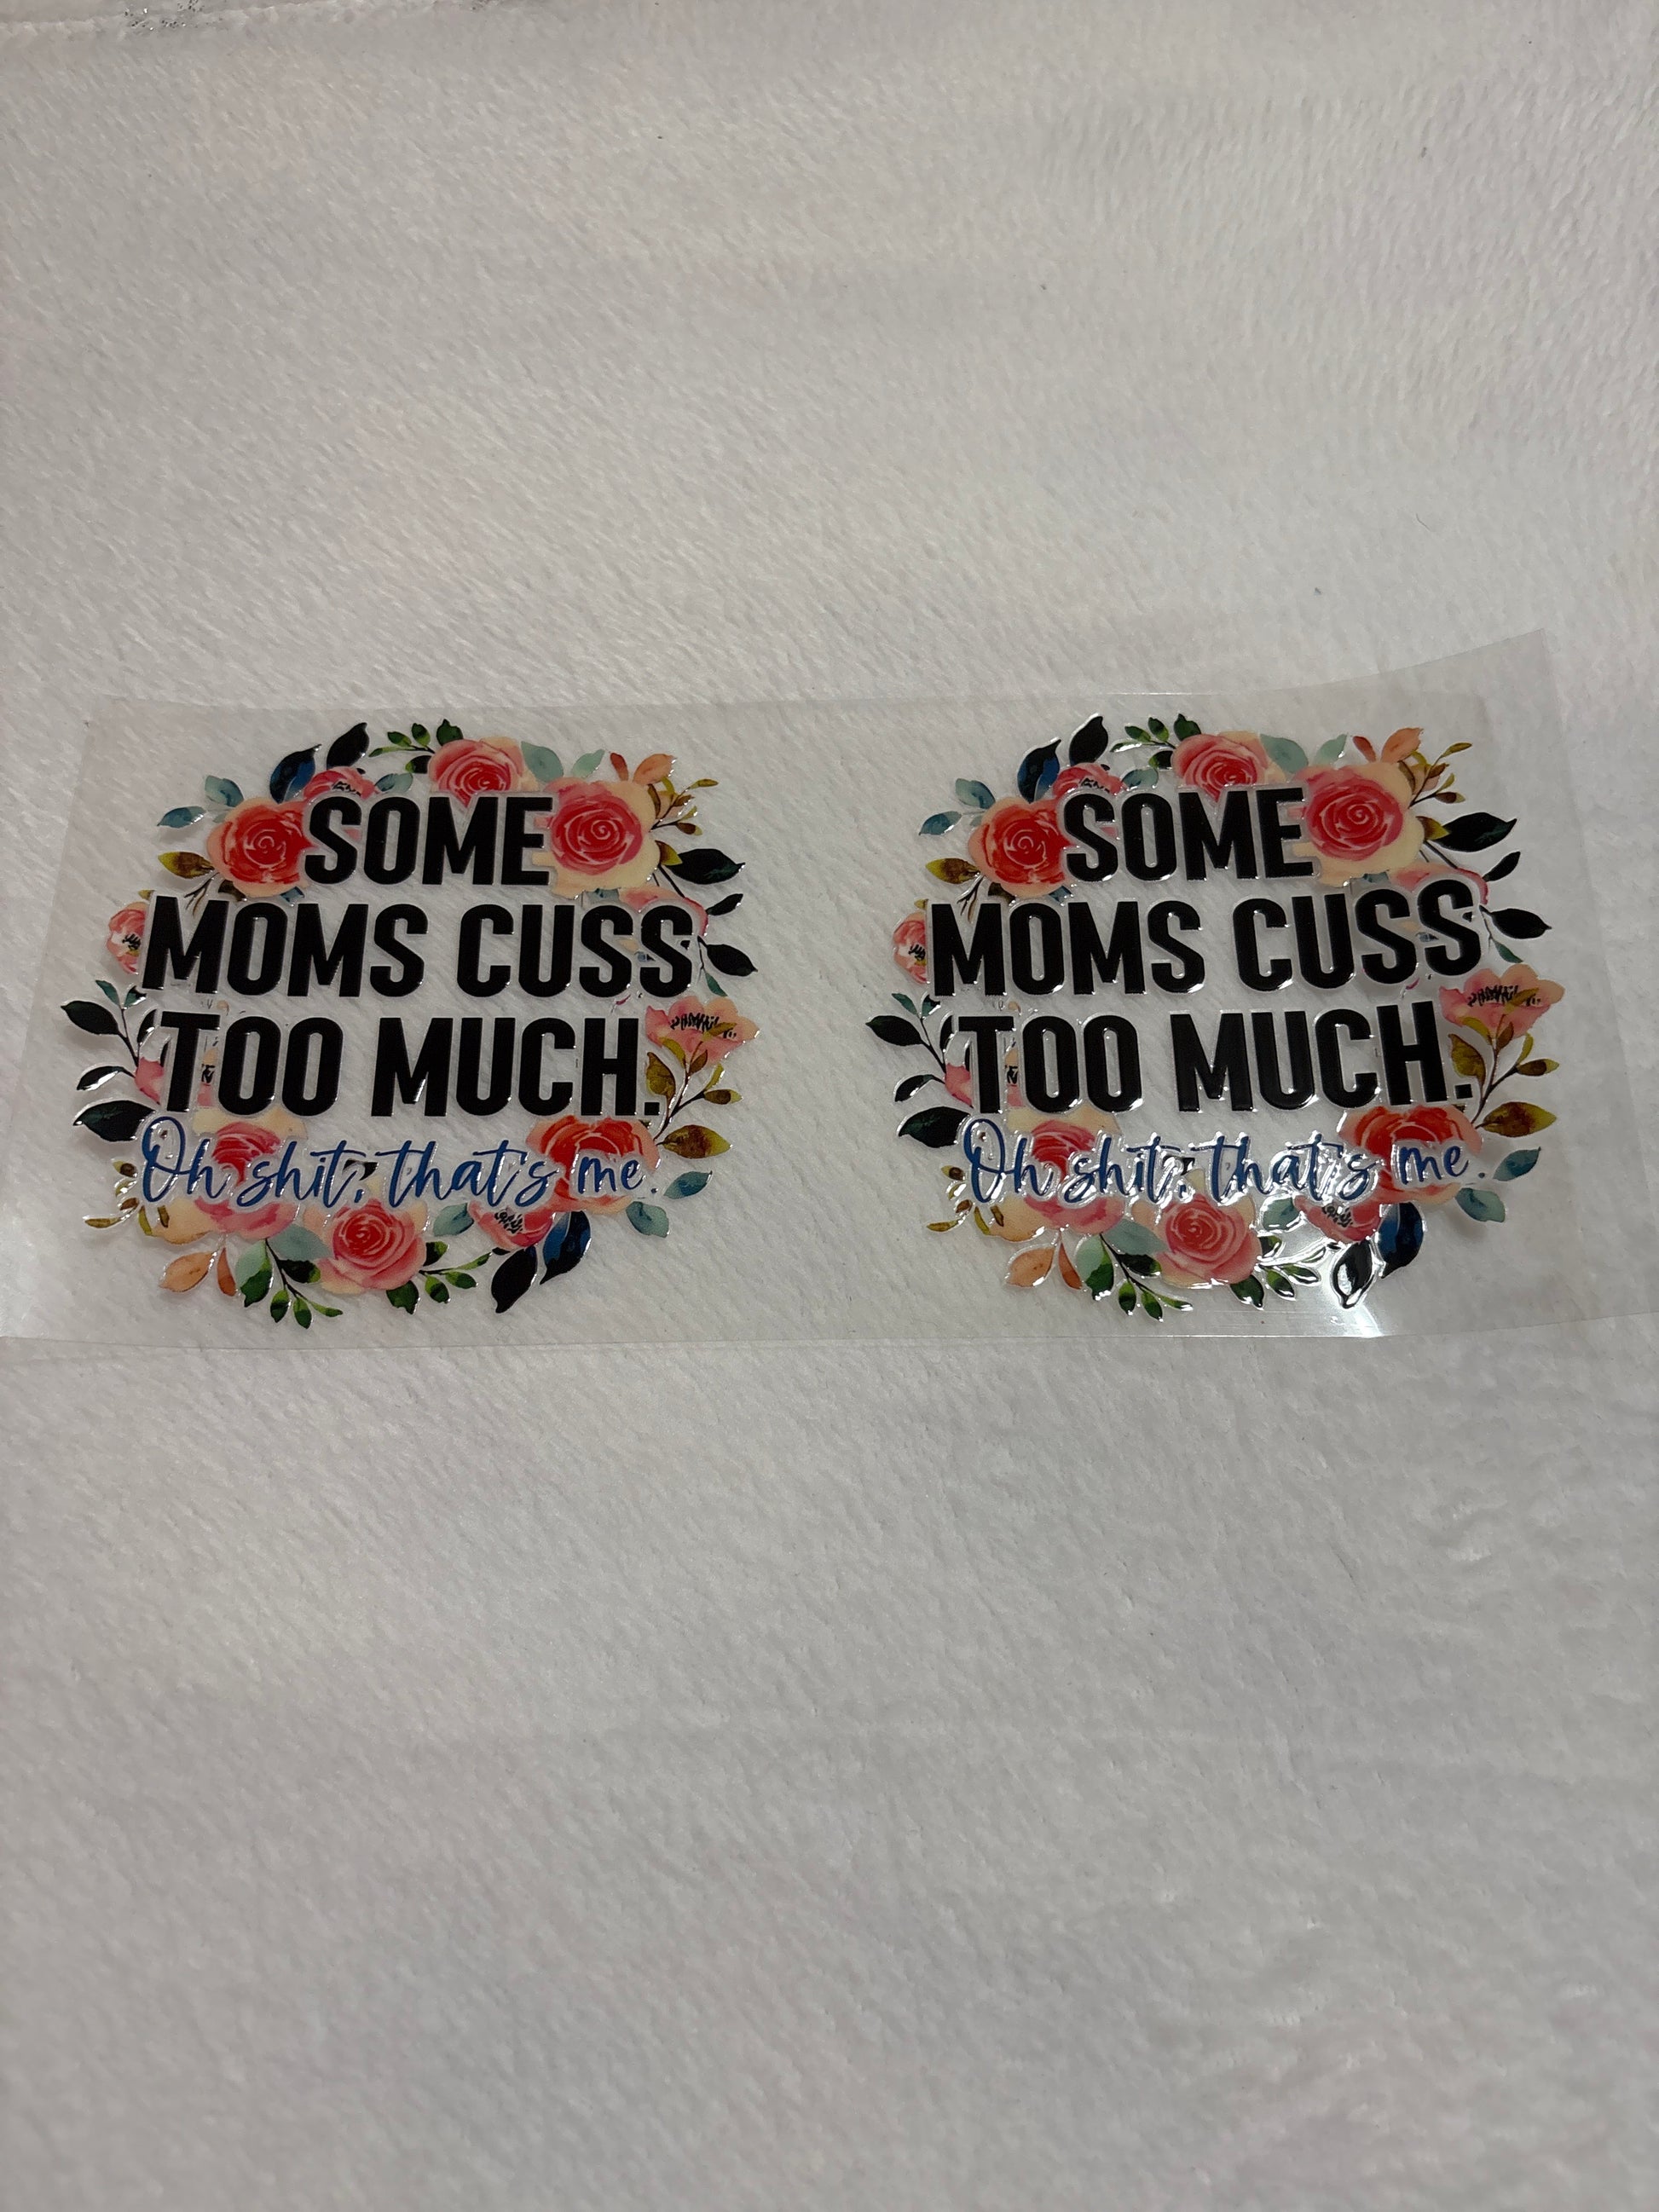 SOME
MOMS CUSS
TOO MUCH.
Oh shit, that's me.
SOME
MOMS CUSS
TOO MUCH.
Oh shit, that's me.